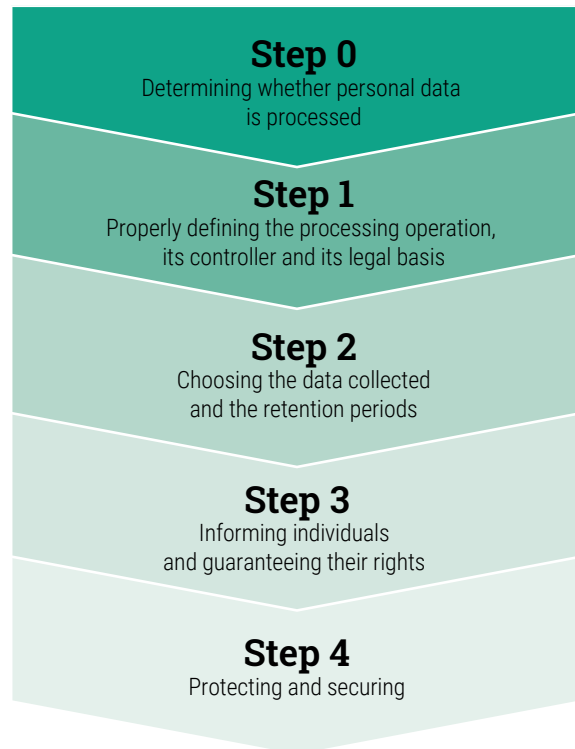 Step 0
Determining whether personal data
is processed
Step 1
Properly defining the processing operation,
its controller and its legal basis
Step 2
Choosing the data collected
and the retention periods
Step 3
Informing individuals
and guaranteeing their rights
Step 4
Protecting and securing